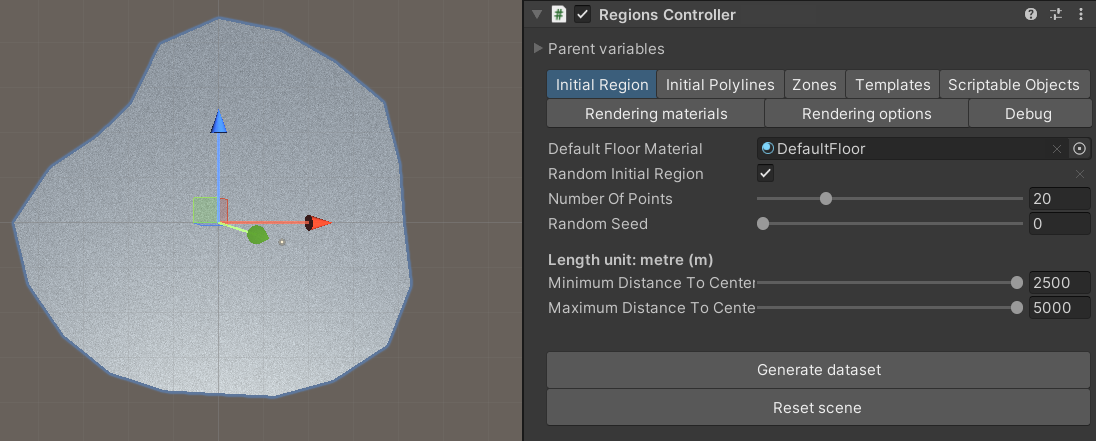 Regions Controller
Parent variables
Initial Region Initial Polylines Zones Templates Scriptable Objects
Rendering materials Rendering options Debug
Default Floor Material DefaultFloor
Random Initial Region
Number Of Points 20
Random Seed 0
Length unit: metre (m)
Minimum Distance To Center 2500
Maximum Distance To Cente 5000
Generate dataset
Reset scene